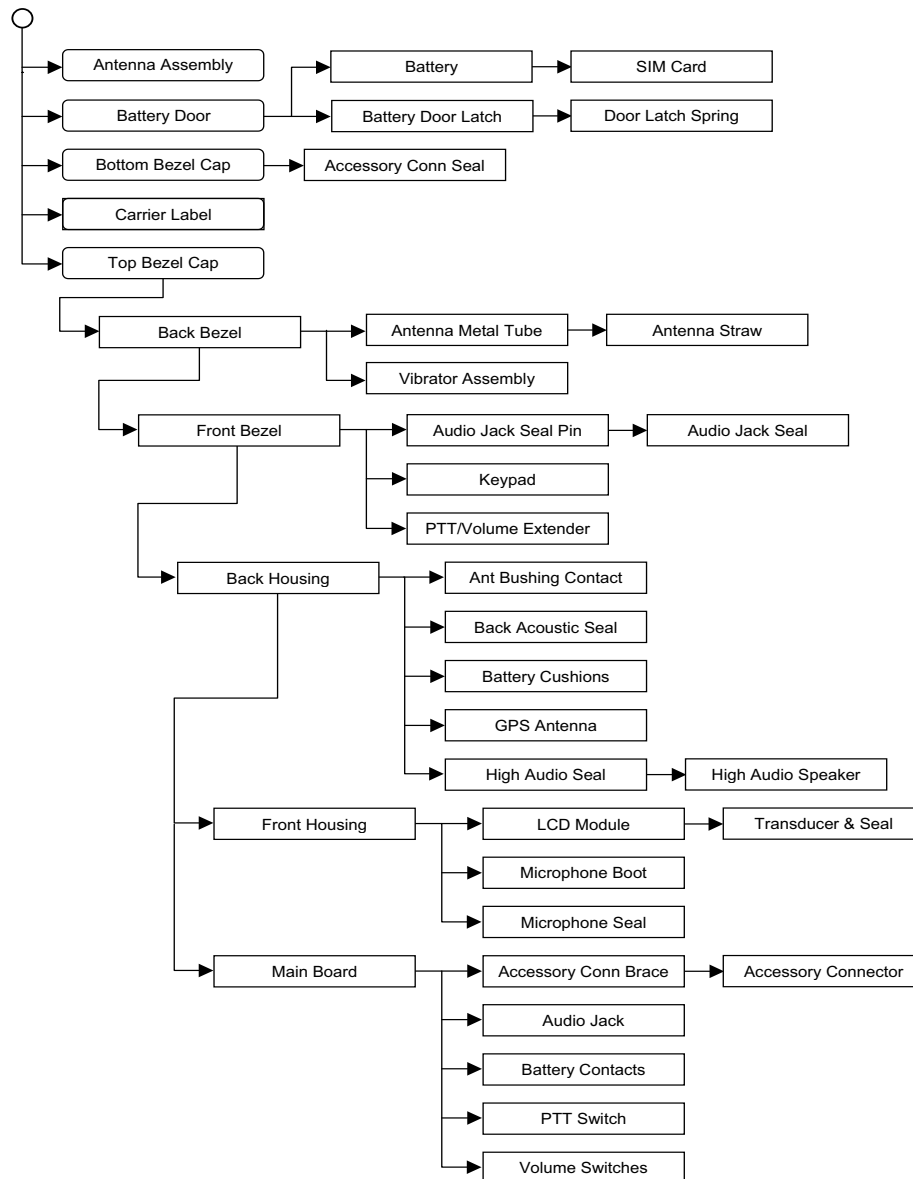 Antenna Assembly
Battery
SIM Card
Battery Door
Battery Door Latch
Door Latch Spring
Bottom Bezel Cap
Accessory Conn Seal
Carrier Label
Top Bezel Cap
Back Bezel
Antenna Metal Tube
Antenna Straw
Vibrator Assembly
Front Bezel
Audio Jack Seal Pin
Audio Jack Seal
Keypad
PTT/Volume Extender
Back Housing
Ant Bushing Contact
Back Acoustic Seal
Battery Cushions
GPS Antenna
High Audio Seal
High Audio Speaker
Front Housing
LCD Module
Transducer & Seal
Microphone Boot
Microphone Seal
Main Board
Accessory Conn Brace
Accessory Connector
Audio Jack
Battery Contacts
PTT Switch
Volume Switches